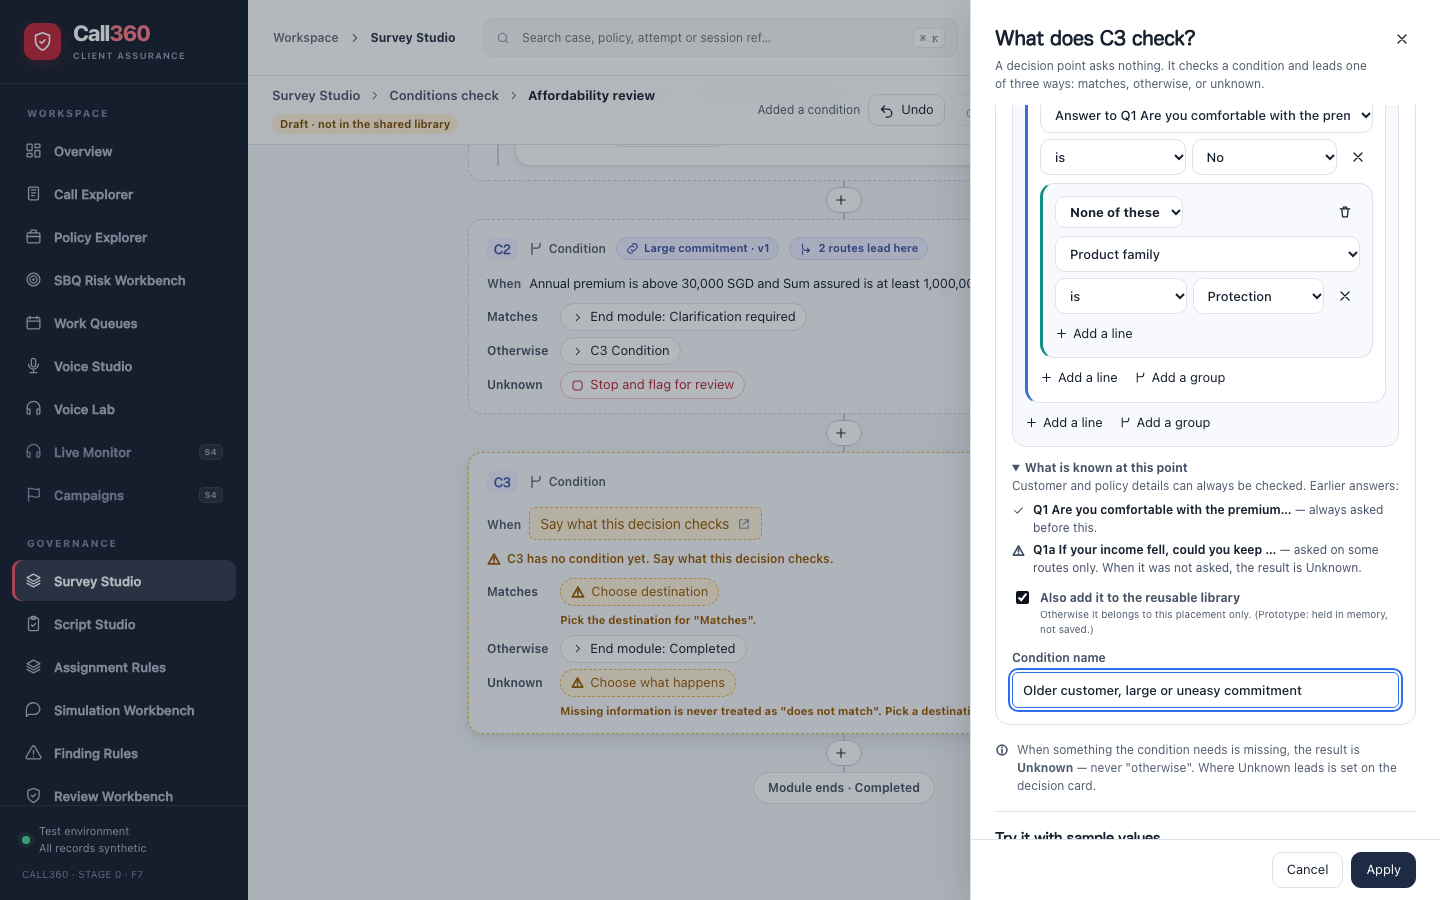 Call360
CLIENT ASSURANCE
WORKSPACE
Overview
Call Explorer
Policy Explorer
SBQ Risk Workbench
Work Queues
Voice Studio
Voice Lab
Live Monitor S4
Campaigns S4
GOVERNANCE
Survey Studio
Script Studio
Assignment Rules
Simulation Workbench
Finding Rules
Review Workbench
Test environment
All records synthetic
CALL360 · STAGE 0 · F7
Workspace > Survey Studio
Search case, policy, attempt or session ref...
⌘ K
Survey Studio > Conditions check > Affordability review
Draft · not in the shared library
Added a condition
Undo
C2 Condition Large commitment · v1 2 routes lead here
When Annual premium is above 30,000 SGD and Sum assured is at least 1,000,00
Matches End module: Clarification required
Otherwise C3 Condition
Unknown Stop and flag for review
C3 Condition
When Say what this decision checks
C3 has no condition yet. Say what this decision checks.
Matches Choose destination
Pick the destination for "Matches".
Otherwise End module: Completed
Unknown Choose what happens
Missing information is never treated as "does not match". Pick a destinati
Module ends · Completed
What does C3 check?
A decision point asks nothing. It checks a condition and leads one
of three ways: matches, otherwise, or unknown.
Answer to Q1 Are you comfortable with the pren
is No
None of these
Product family
is Protection
Add a line
Add a line Add a group
Add a line Add a group
What is known at this point
Customer and policy details can always be checked. Earlier answers:
Q1 Are you comfortable with the premium... — always asked
before this.
Q1a If your income fell, could you keep ... — asked on some
routes only. When it was not asked, the result is Unknown.
Also add it to the reusable library
Otherwise it belongs to this placement only. (Prototype: held in memory,
not saved.)
Condition name
Older customer, large or uneasy commitment
When something the condition needs is missing, the result is
Unknown — never "otherwise". Where Unknown leads is set on the
decision card.
Try it with sample values
Cancel
Apply